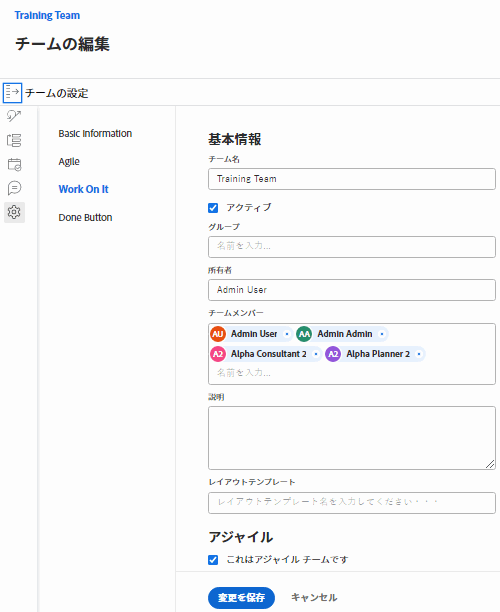 Training Team
チームの編集
チームの設定
Basic Information
Agile
Work On It
Done Button
基本情報
チーム名
Training Team
アクティブ
グループ
名前を入力...
所有者
Admin User
チームメンバー
AU Admin User AA Admin Admin
A2 Alpha Consultant 2 A2 Alpha Planner 2
名前を入力...
説明
レイアウトテンプレート
レイアウトテンプレート名を入力してください・・・
アジャイル
これはアジャイル チームです
変更を保存 キャンセル